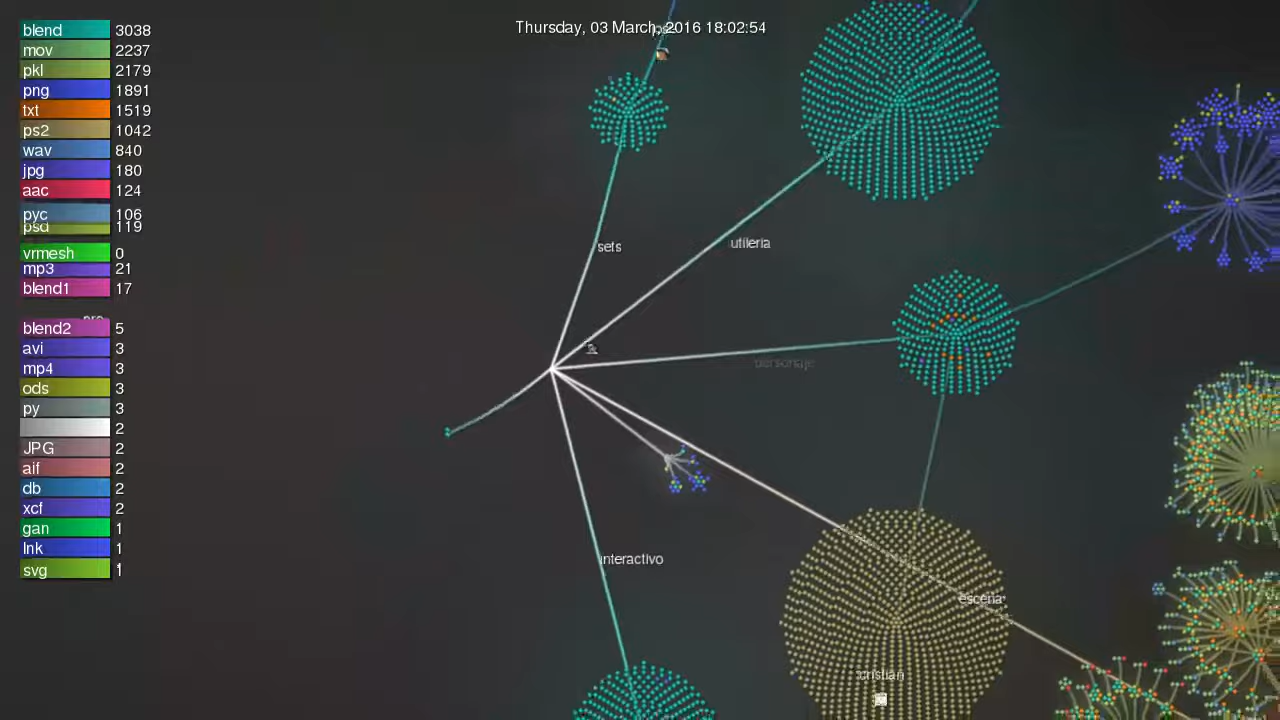 Thursday, 03 March, 2016 18:02:54
blend 3038
mov 2237
pkl 2179
png 1891
txt 1519
ps2 1042
wav 840
jpg 180
aac 124
pyc 106
psd 119
vrmesh 0
mp3 21
blend1 17
pro
blend2 5
avi 3
mp4 3
ods 3
py 3
2
JPG 2
aif 2
db 2
xcf 2
gan 1
lnk 1
svg 1
sets
utileria
personaje
interactivo
escena
cristian